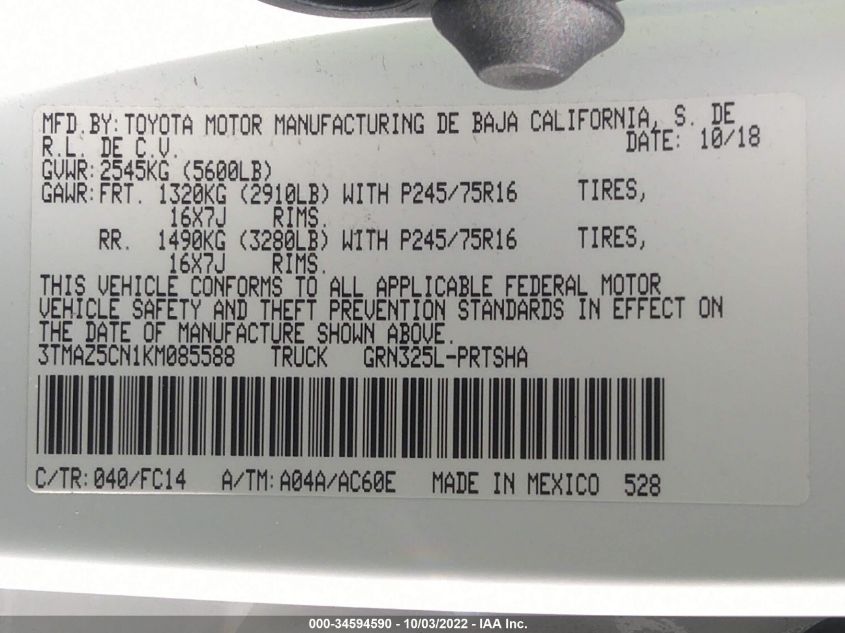 MFD.BY:TOYOTA MOTOR MANUFACTURING DE BAJA CALIFORNIA, S. DE
R.L. DE C.V. DATE: 10/18
GVWR:2545KG (5600LB)
GAWR:FRT. 1320KG (2910LB) WITH P245/75R16 TIRES,
16X7J RIMS.
RR. 1490KG (3280LB) WITH P245/75R16 TIRES,
16X7J RIMS.
THIS VEHICLE CONFORMS TO ALL APPLICABLE FEDERAL MOTOR
VEHICLE SAFETY AND THEFT PREVENTION STANDARDS IN EFFECT ON
THE DATE OF MANUFACTURE SHOWN ABOVE.
3TMAZ5CN1KM085588 TRUCK GRN325L-PRTSHA
C/TR:040/FC14 A/TM:A04A/AC60E MADE IN MEXICO 528
000-34594590 - 10/03/2022 - IAA Inc.